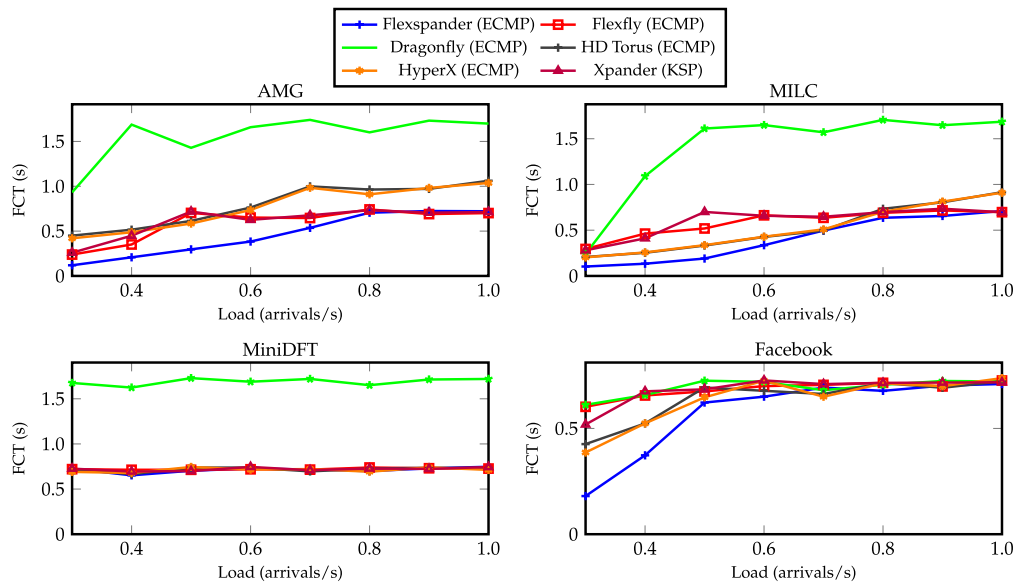 Flexspander (ECMP) Flexfly (ECMP)
Dragonfly (ECMP) HD Torus (ECMP)
HyperX (ECMP) Xpander (KSP)
AMG
1.5
1.0
0.5
0
FCT (s)
0.4 0.6 0.8 1.0
Load (arrivals/s)
MILC
1.5
1.0
0.5
0
FCT (s)
0.4 0.6 0.8 1.0
Load (arrivals/s)
MiniDFT
1.5
1.0
0.5
0
FCT (s)
0.4 0.6 0.8 1.0
Load (arrivals/s)
Facebook
0.5
0
FCT (s)
0.4 0.6 0.8 1.0
Load (arrivals/s)